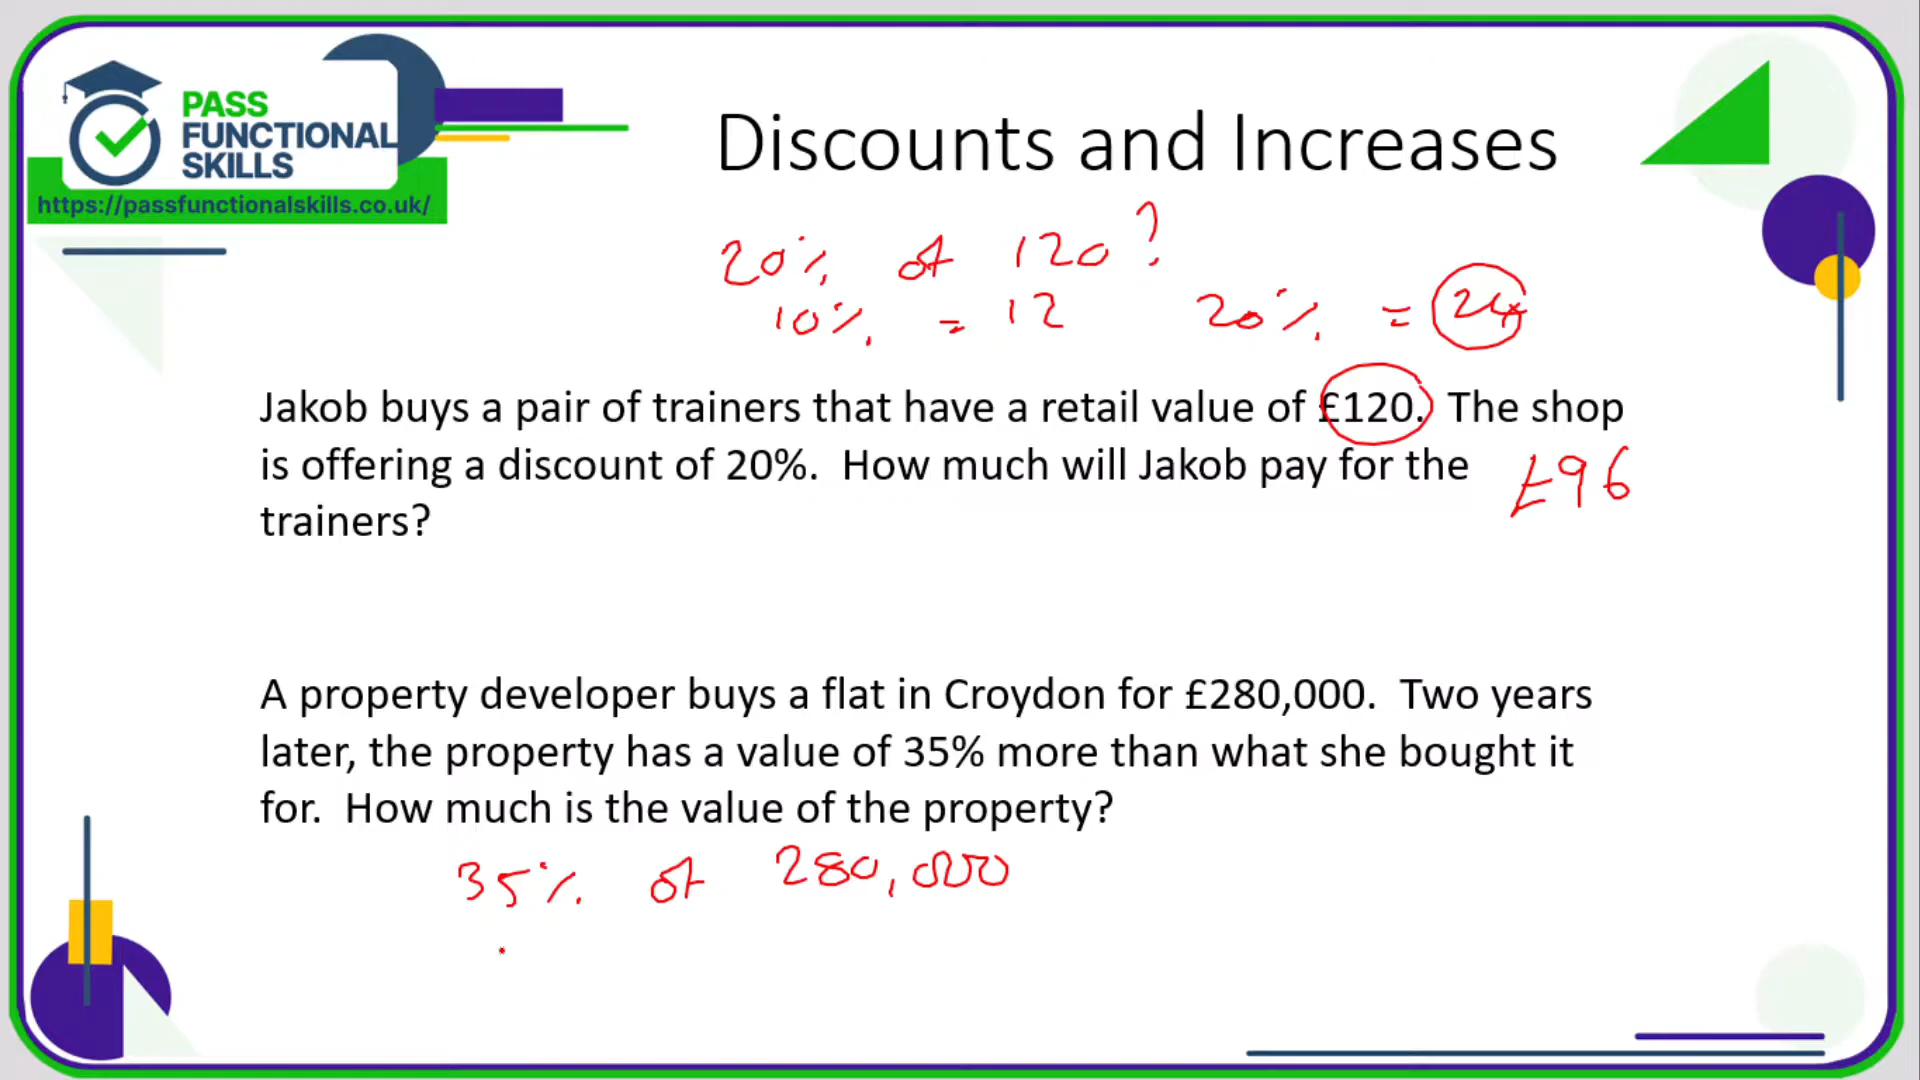 PASS
FUNCTIONAL
SKILLS
https://passfunctionalskills.co.uk/
Discounts and Increases
20% of 120?
10% = 12 20% = 24
Jakob buys a pair of trainers that have a retail value of £120. The shop
is offering a discount of 20%. How much will Jakob pay for the
trainers?
£96
A property developer buys a flat in Croydon for £280,000. Two years
later, the property has a value of 35% more than what she bought it
for. How much is the value of the property?
35% of 280,000